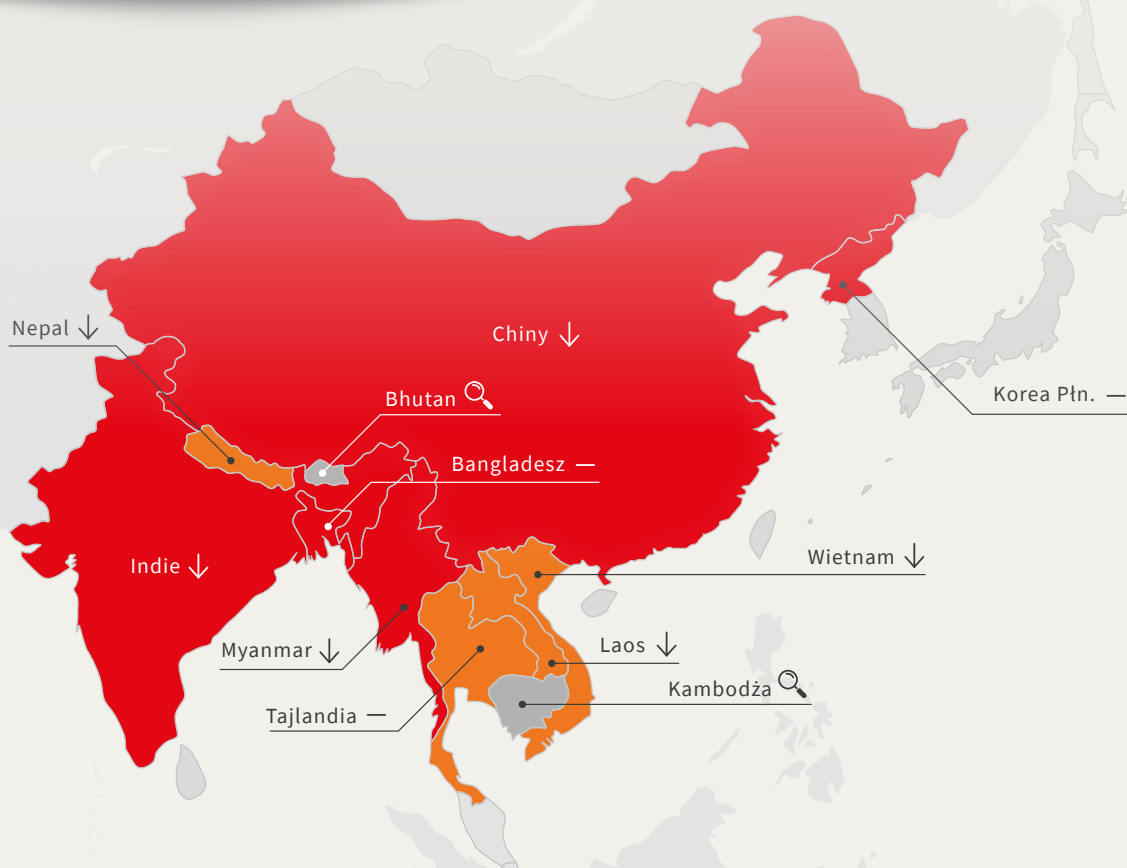 Nepal ↓
Chiny ↓
Bhutan
Korea Płn. —
Bangladesz —
Indie ↓
Wietnam ↓
Myanmar ↓
Laos ↓
Kambodża
Tajlandia —